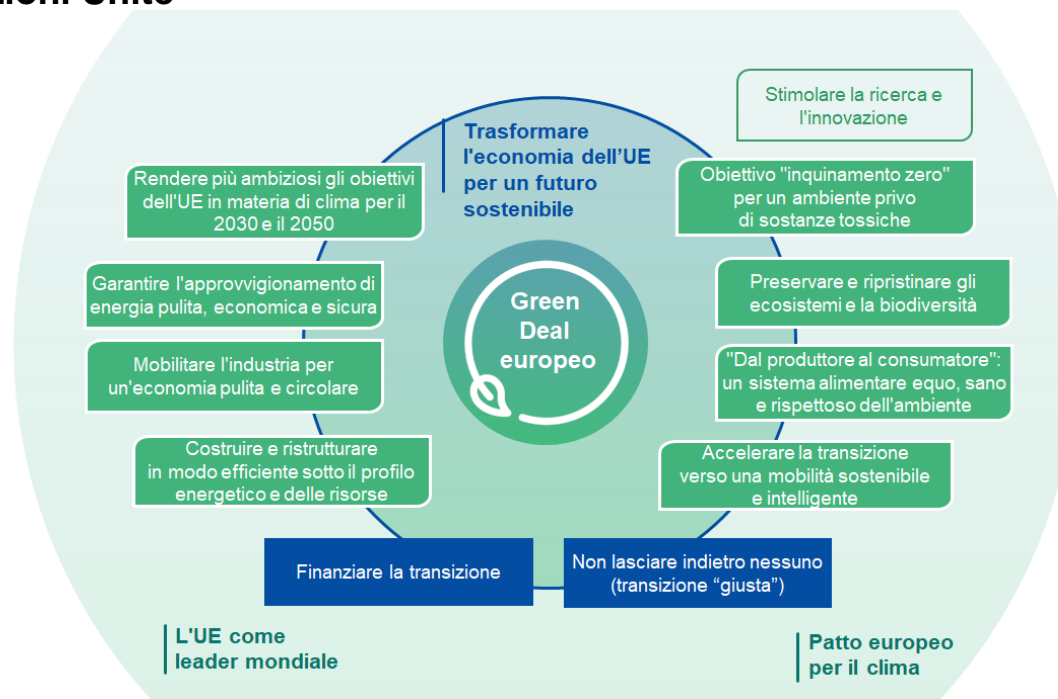 Stimolare la ricerca e
l'innovazione
Trasformare
l'economia dell'UE
per un futuro
sostenibile
Rendere più ambiziosi gli obiettivi
dell'UE in materia di clima per il
2030 e il 2050
Obiettivo "inquinamento zero"
per un ambiente privo
di sostanze tossiche
Garantire l'approvvigionamento di
energia pulita, economica e sicura
Preservare e ripristinare gli
ecosistemi e la biodiversità
Green
Deal
europeo
Mobilitare l'industria per
un'economia pulita e circolare
"Dal produttore al consumatore":
un sistema alimentare equo, sano
e rispettoso dell'ambiente
Costruire e ristrutturare
in modo efficiente sotto il profilo
energetico e delle risorse
Accelerare la transizione
verso una mobilità sostenibile
e intelligente
Finanziare la transizione
Non lasciare indietro nessuno
(transizione “giusta”)
L'UE come
leader mondiale
Patto europeo
per il clima